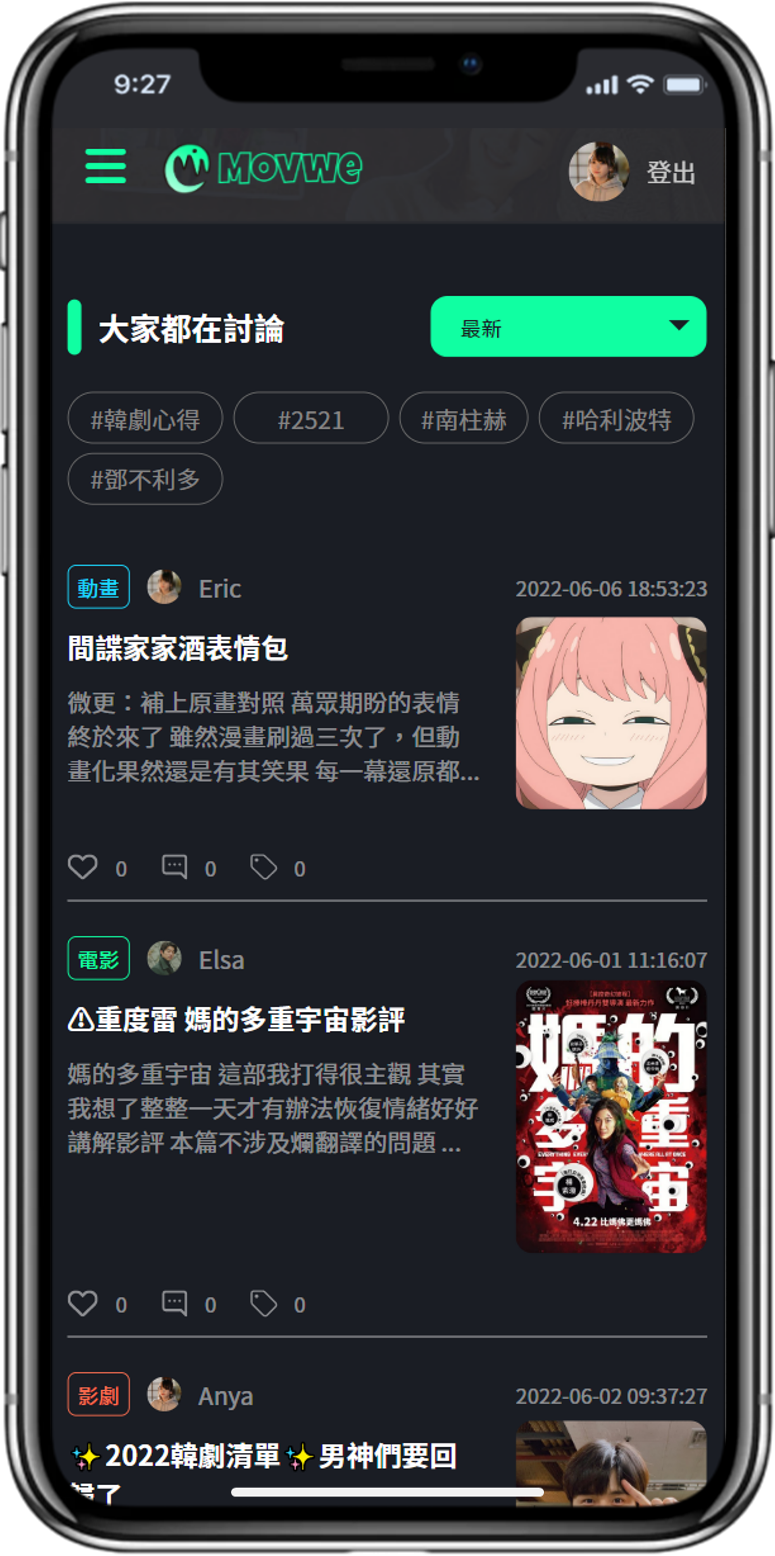 9:27
MOVWE
登出
大家都在討論
最新
#韓劇心得 #2521 #南柱赫 #哈利波特
#鄧不利多
動畫 Eric 2022-06-06 18:53:23
間諜家家酒表情包
微更：補上原畫對照 萬眾期盼的表情
終於來了 雖然漫畫刷過三次了，但動
畫化果然還是有其笑果 每一幕還原都...
0 0 0
電影 Elsa 2022-06-01 11:16:07
⚠重度雷 媽的多重宇宙影評
媽的多重宇宙 這部我打得很主觀 其實
我想了整整一天才有辦法恢復情緒好好
講解影評 本篇不涉及爛翻譯的問題 ...
媽的
多重
宇宙
4.22 比媽佛更媽佛
0 0 0
影劇 Anya 2022-06-02 09:37:27
✨2022韓劇清單✨男神們要回
歸了